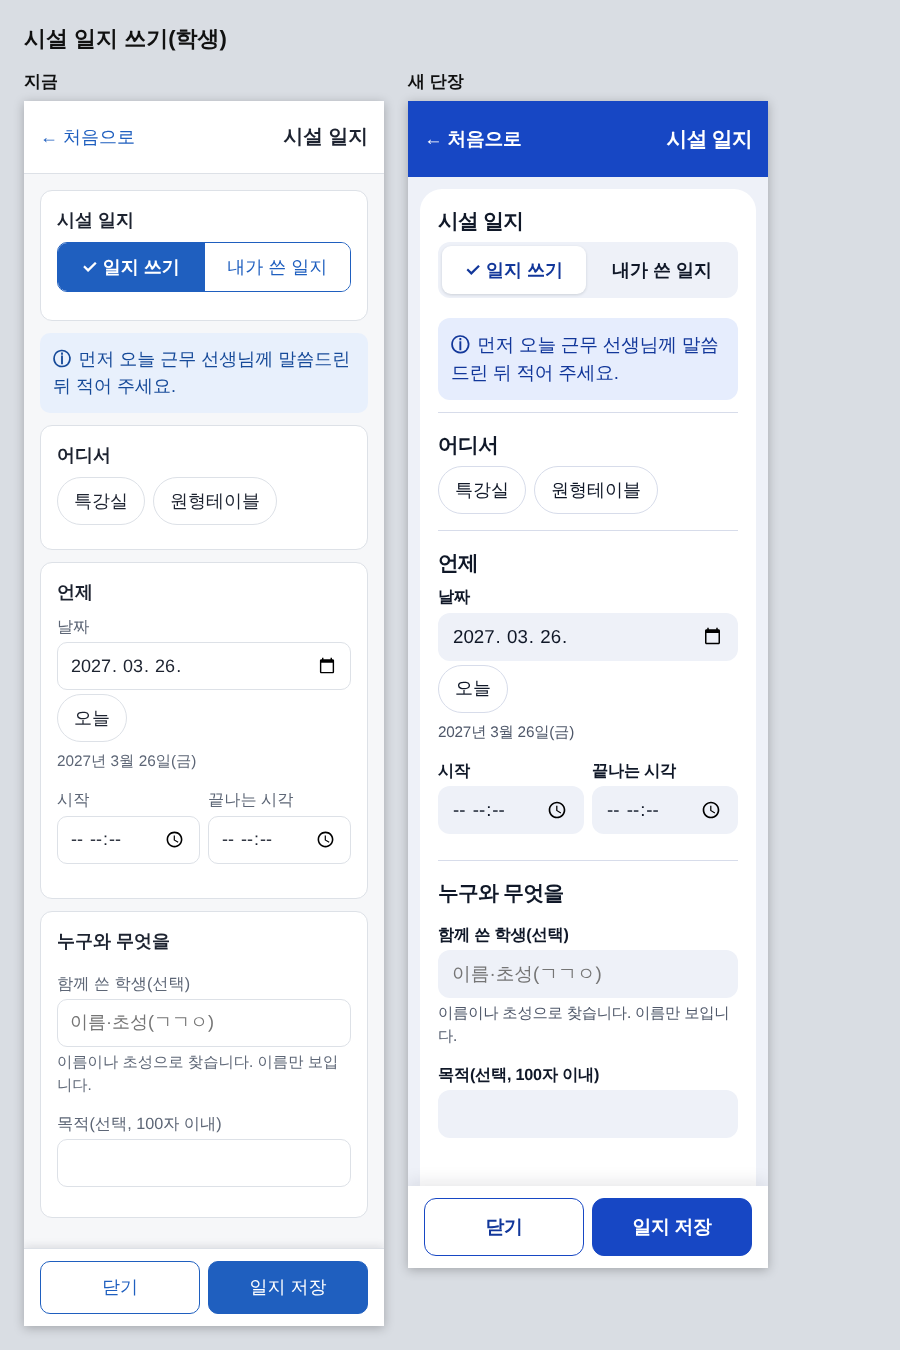 시설 일지 쓰기(학생)
지금
← 처음으로
시설 일지
시설 일지
✓ 일지 쓰기
내가 쓴 일지
ⓘ 먼저 오늘 근무 선생님께 말씀드린
뒤 적어 주세요.
어디서
특강실
원형테이블
언제
날짜
2027. 03. 26.
오늘
2027년 3월 26일(금)
시작
끝나는 시각
-- --:--
-- --:--
누구와 무엇을
함께 쓴 학생(선택)
이름·초성(ㄱㄱㅇ)
이름이나 초성으로 찾습니다. 이름만 보입
니다.
목적(선택, 100자 이내)
닫기
일지 저장
새 단장
← 처음으로
시설 일지
시설 일지
✓ 일지 쓰기
내가 쓴 일지
ⓘ 먼저 오늘 근무 선생님께 말씀
드린 뒤 적어 주세요.
어디서
특강실
원형테이블
언제
날짜
2027. 03. 26.
오늘
2027년 3월 26일(금)
시작
끝나는 시각
-- --:--
-- --:--
누구와 무엇을
함께 쓴 학생(선택)
이름·초성(ㄱㄱㅇ)
이름이나 초성으로 찾습니다. 이름만 보입니
다.
목적(선택, 100자 이내)
닫기
일지 저장